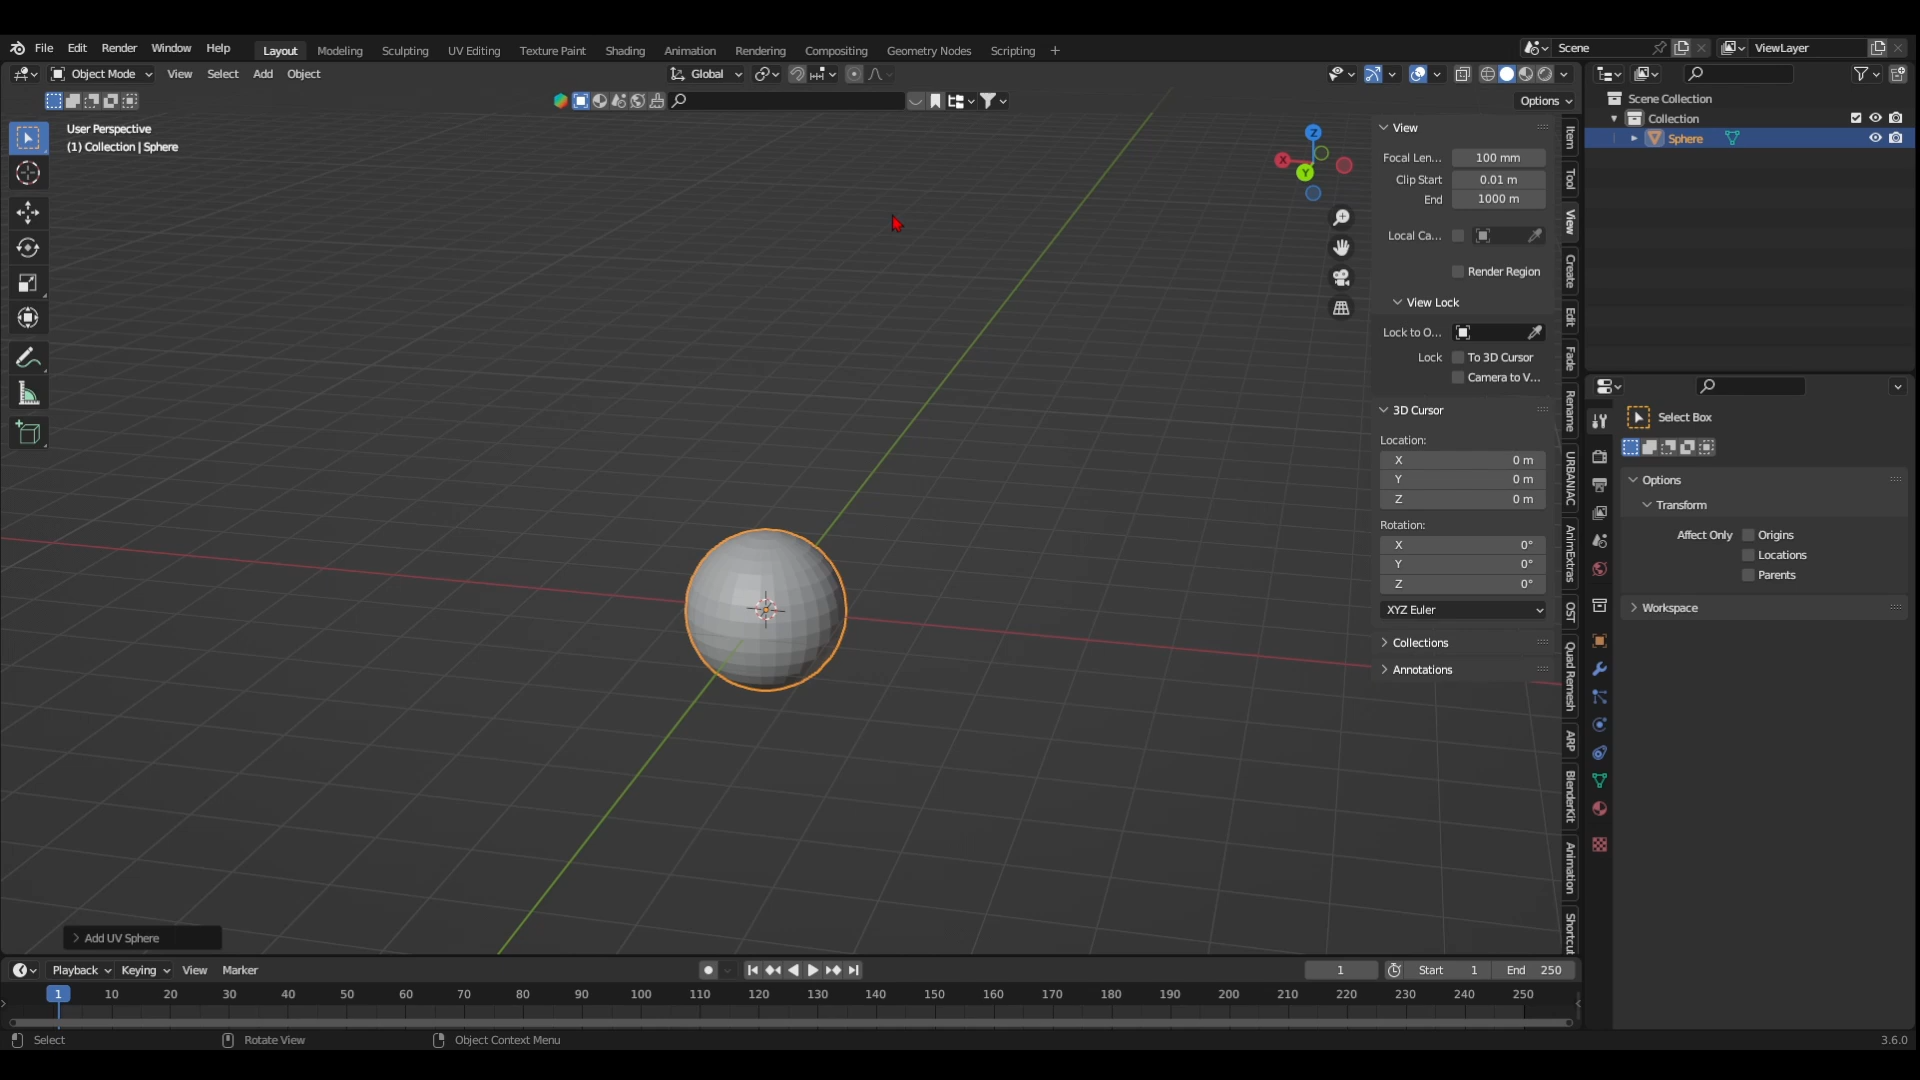 File Edit Render Window Help Layout Modeling Sculpting UV Editing Texture Paint Shading Animation Rendering Compositing Geometry Nodes Scripting + Scene ViewLayer
Object Mode View Select Add Object Global
Options
User Perspective
(1) Collection | Sphere
Z
X
Y
View
Focal Len... 100 mm
Clip Start 0.01 m
End 1000 m
Local Ca...
Render Region
View Lock
Lock to O...
Lock To 3D Cursor
Camera to V...
3D Cursor
Location:
X 0 m
Y 0 m
Z 0 m
Rotation:
X 0°
Y 0°
Z 0°
XYZ Euler
Collections
Annotations
Item
Tool
View
Create
Edit
Fade
Rename
URBANIAC
AnimExtras
OST
Quad Remesh
ARP
BlenderKit
Animation
Shortcut
Scene Collection
Collection
Sphere
Select Box
Options
Transform
Affect Only Origins
Locations
Parents
Workspace
Add UV Sphere
Playback Keying View Marker 1 Start 1 End 250
1 10 20 30 40 50 60 70 80 90 100 110 120 130 140 150 160 170 180 190 200 210 220 230 240 250
Select Rotate View Object Context Menu 3.6.0